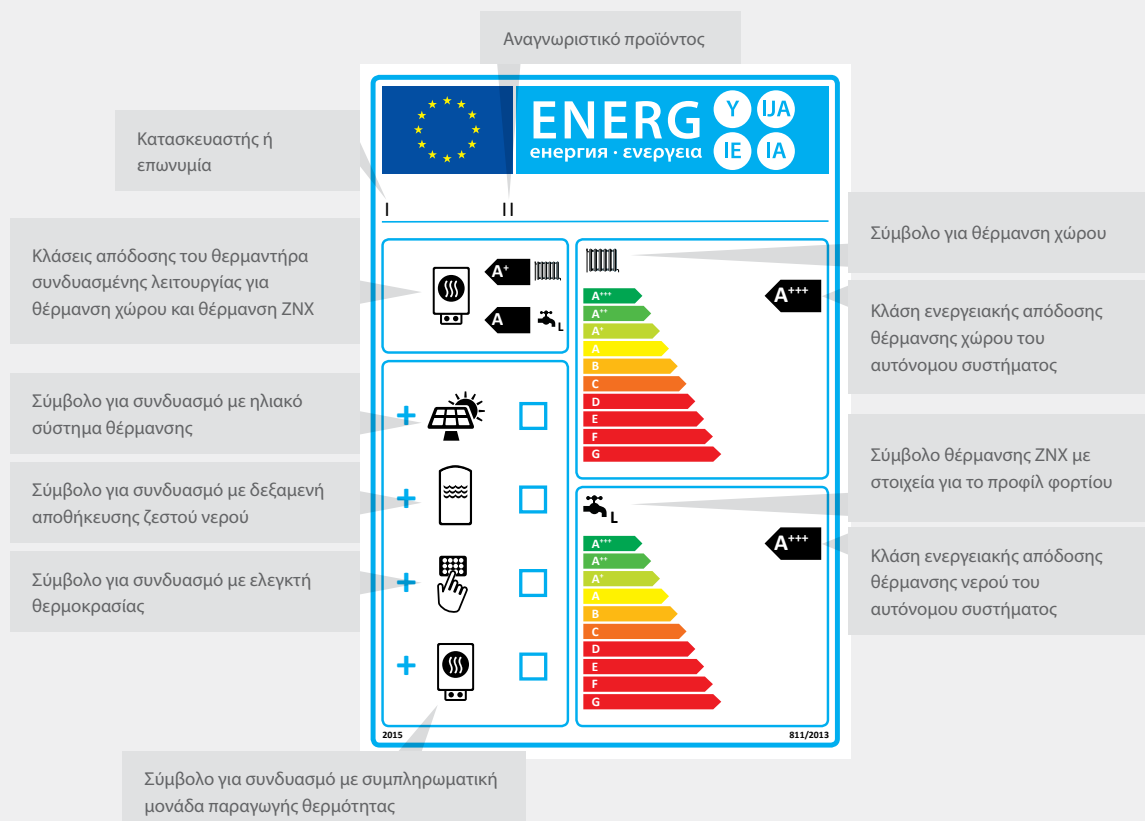 Αναγνωριστικό προϊόντος
Κατασκευαστής ή
επωνυμία
ENERG
енергия · ενεργεια
Y
IJA
IE
IA
I
II
Κλάσεις απόδοσης του θερμαντήρα
συνδυασμένης λειτουργίας για
θέρμανση χώρου και θέρμανση ΖΝΧ
A+
A
L
Σύμβολο για συνδυασμό με ηλιακό
σύστημα θέρμανσης
Σύμβολο για συνδυασμό με δεξαμενή
αποθήκευσης ζεστού νερού
Σύμβολο για συνδυασμό με ελεγκτή
θερμοκρασίας
+
+
+
+
Σύμβολο για θέρμανση χώρου
A+++
A++
A+
A
B
C
D
E
F
G
A+++
Κλάση ενεργειακής απόδοσης
θέρμανσης χώρου του
αυτόνομου συστήματος
Σύμβολο θέρμανσης ΖΝΧ με
στοιχεία για το προφίλ φορτίου
L
A+++
A++
A+
A
B
C
D
E
F
G
A+++
Κλάση ενεργειακής απόδοσης
θέρμανσης νερού του
αυτόνομου συστήματος
2015
811/2013
Σύμβολο για συνδυασμό με συμπληρωματική
μονάδα παραγωγής θερμότητας